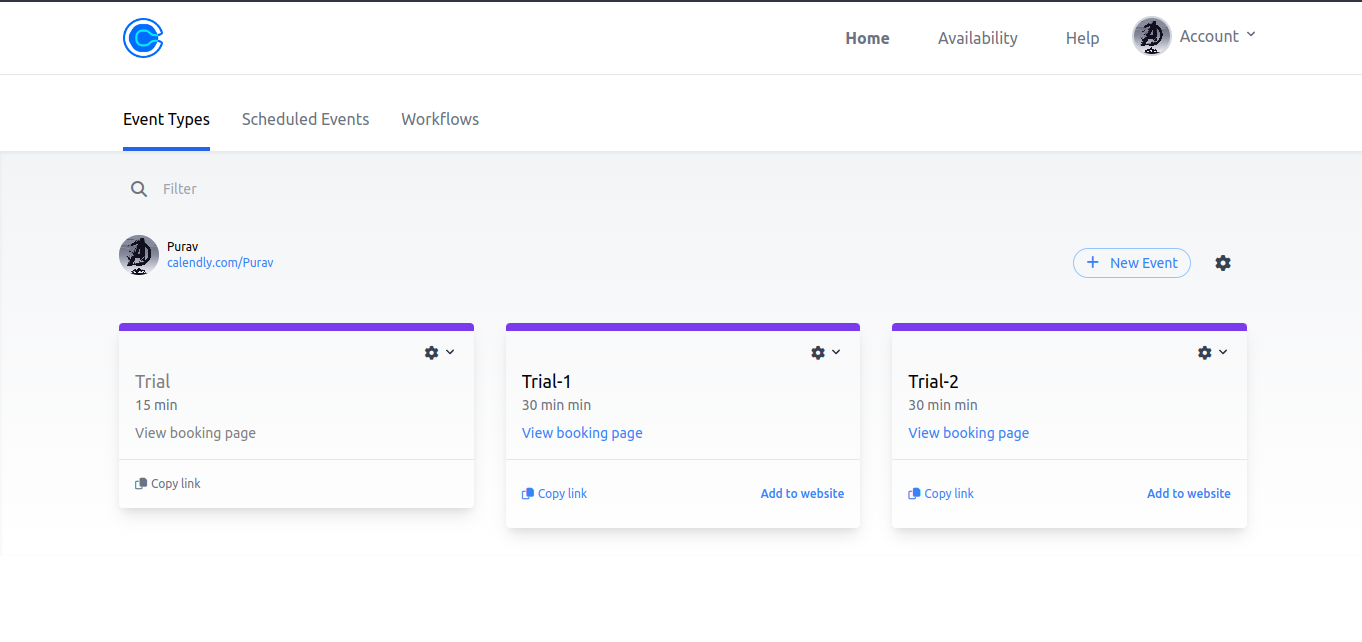 Home Availability Help Account
Event Types Scheduled Events Workflows
Filter
Purav
calendly.com/Purav
+ New Event
Trial
15 min
View booking page
Copy link
Trial-1
30 min min
View booking page
Copy link Add to website
Trial-2
30 min min
View booking page
Copy link Add to website